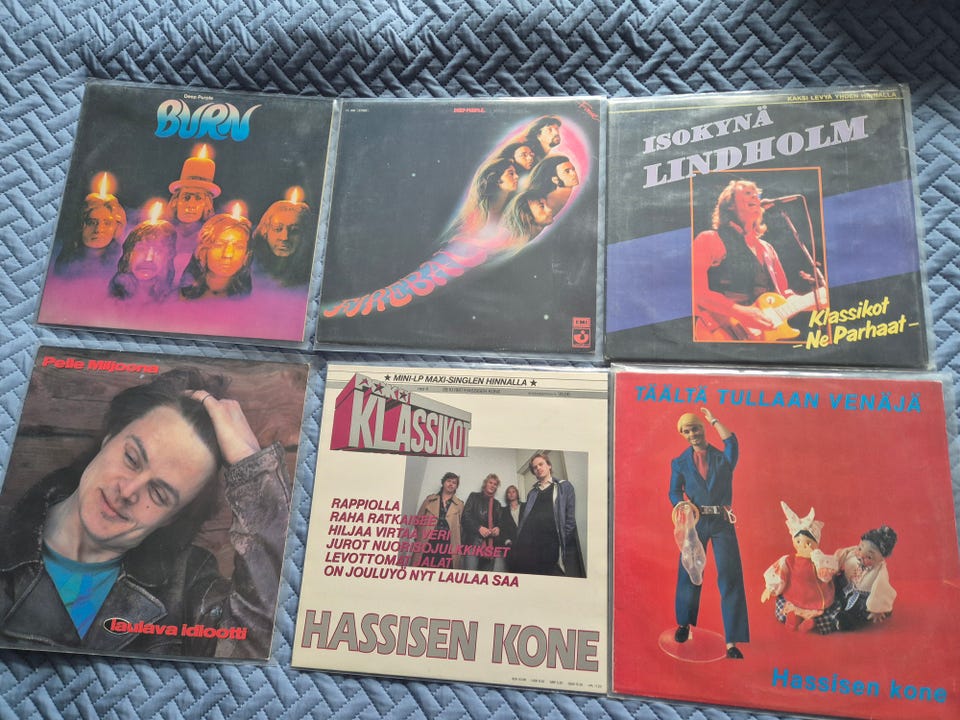 Deep Purple
BURN
DEEP PURPLE
FIREBALL
EMI
KAKSI LEVYÄ YHDEN HINNALLA
ISOKYNÄ
LINDHOLM
Klassikot
- Ne Parhaat -
Pelle Miljoona
laulava idiootti
★ MINI-LP MAXI-SINGLEN HINNALLA ★
KLASSIKOT
RAPPIOLLA
RAHA RATKAISEE
HILJAA VIRTAA VERI
JUROT NUORISOJULKKIKSET
LEVOTTOMAT JALAT
ON JOULUYÖ NYT LAULAA SAA
HASSISEN KONE
TÄÄLTÄ TULLAAN VENÄJÄ
Hassisen kone